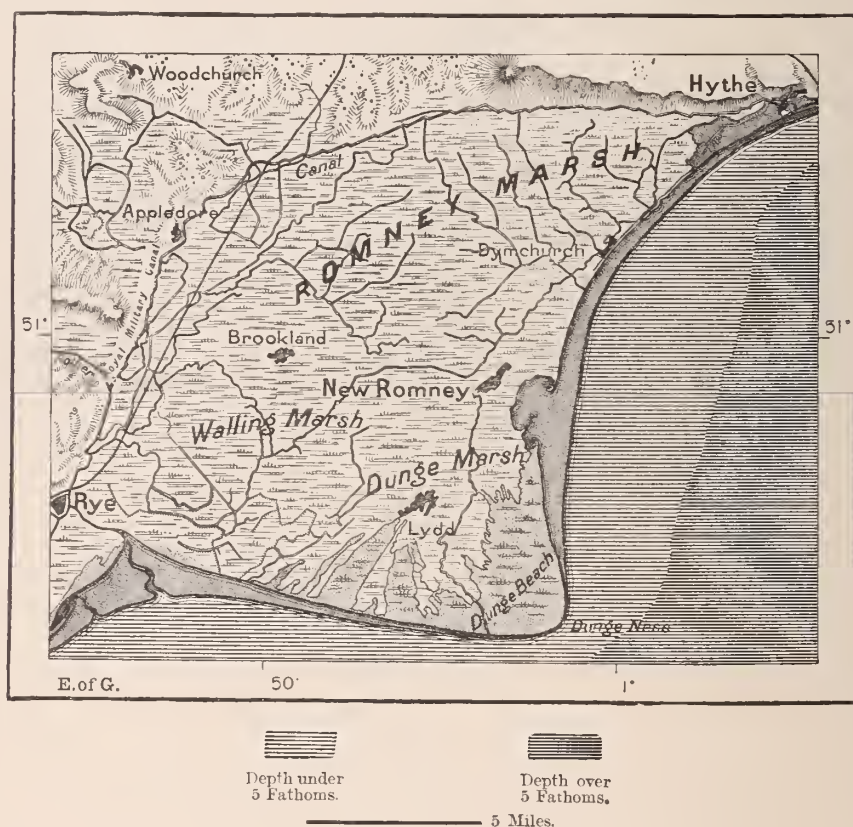 Woodchurch
Hythe
Canal
ROMNEY MARSH
Appledore
Dymchurch
Royal Military Canal
51°
51°
Brookland
New Romney
Walling Marsh
Dunge Marsh
Rye
Lydd
Dunge Beach
Dunge Ness
E. of G.
50'
1°
Depth under
5 Fathoms.
Depth over
5 Fathoms.
5 Miles.